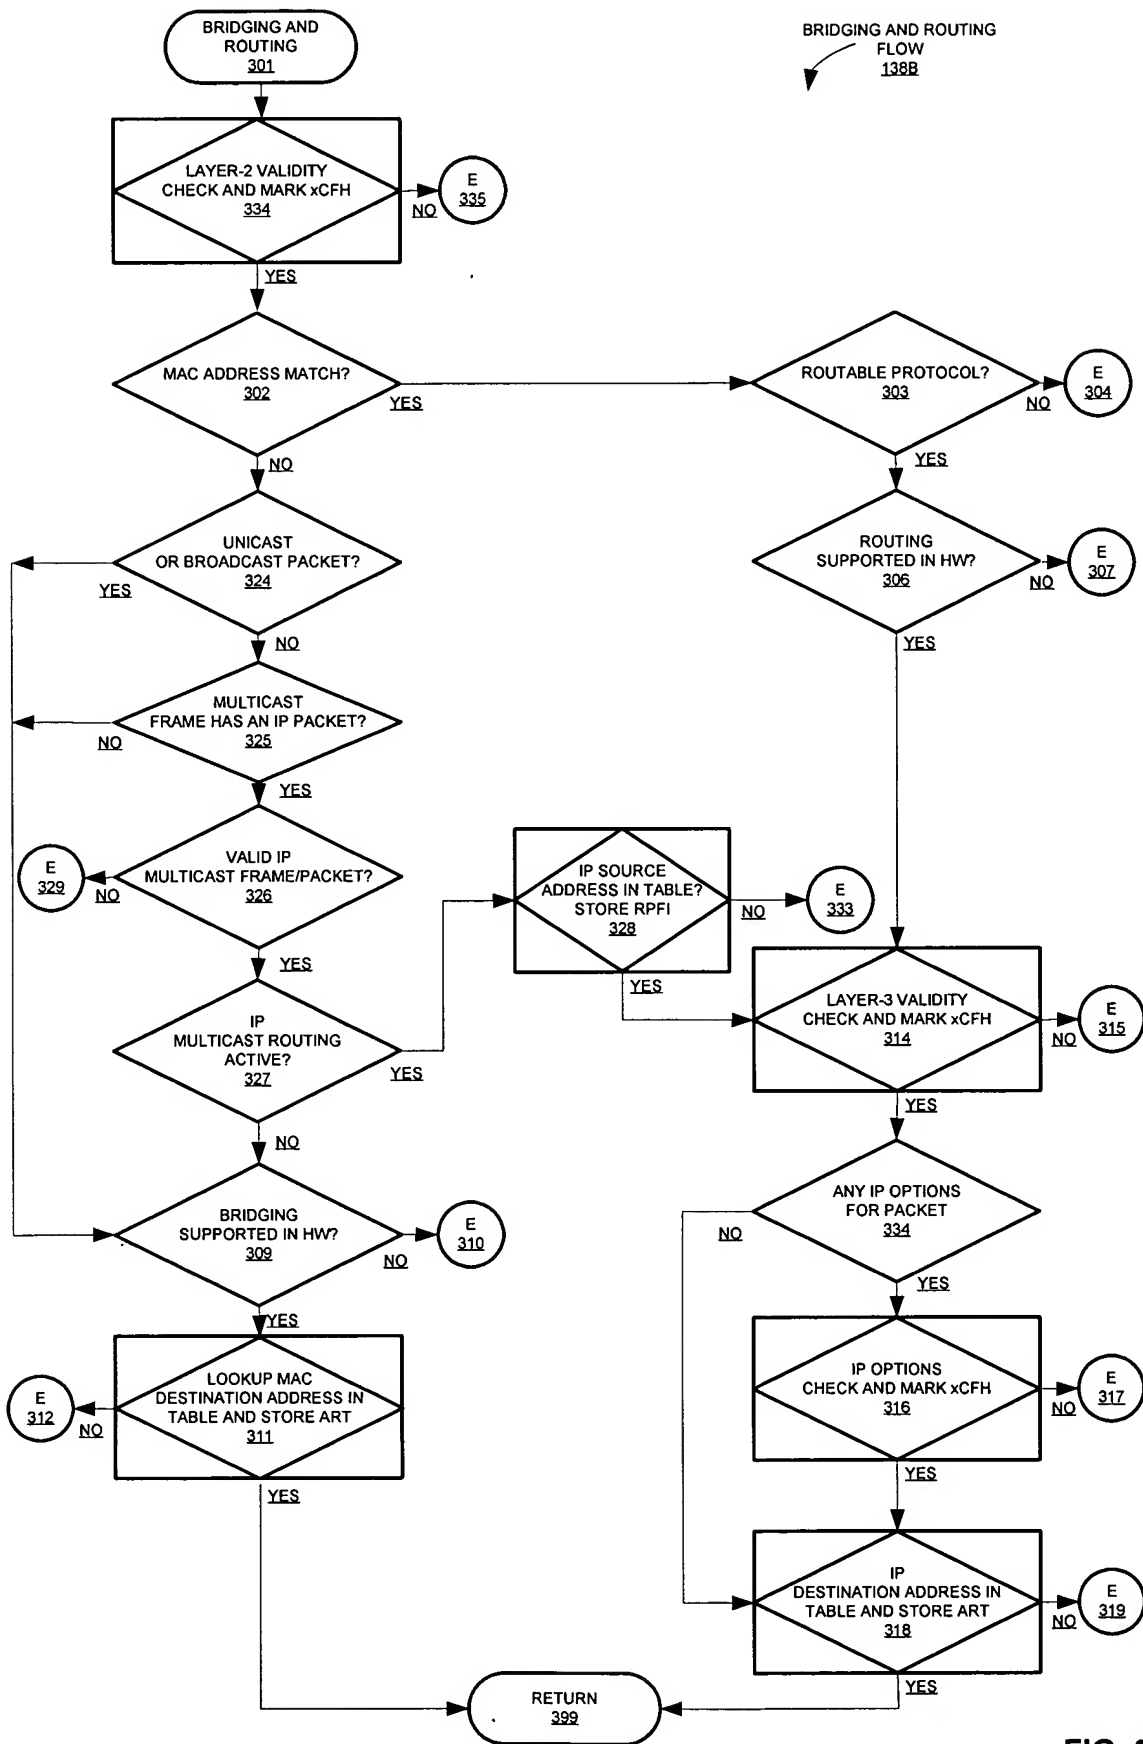 BRIDGING AND
ROUTING
301
BRIDGING AND ROUTING
FLOW
138B
LAYER-2 VALIDITY
CHECK AND MARK xCFH
334
NO
E
335
YES
MAC ADDRESS MATCH?
302
YES
NO
ROUTABLE PROTOCOL?
303
NO
E
304
YES
UNICAST
OR BROADCAST PACKET?
324
YES
NO
ROUTING
SUPPORTED IN HW?
306
NO
E
307
YES
MULTICAST
FRAME HAS AN IP PACKET?
325
NO
YES
VALID IP
MULTICAST FRAME/PACKET?
326
NO
E
329
YES
IP SOURCE
ADDRESS IN TABLE?
STORE RPFI
328
NO
E
333
YES
IP
MULTICAST ROUTING
ACTIVE?
327
YES
NO
LAYER-3 VALIDITY
CHECK AND MARK xCFH
314
NO
E
315
YES
BRIDGING
SUPPORTED IN HW?
309
NO
E
310
YES
ANY IP OPTIONS
FOR PACKET
334
NO
YES
LOOKUP MAC
DESTINATION ADDRESS IN
TABLE AND STORE ART
311
NO
E
312
YES
IP OPTIONS
CHECK AND MARK xCFH
316
NO
E
317
YES
IP
DESTINATION ADDRESS IN
TABLE AND STORE ART
318
NO
E
319
YES
RETURN
399
FIG.